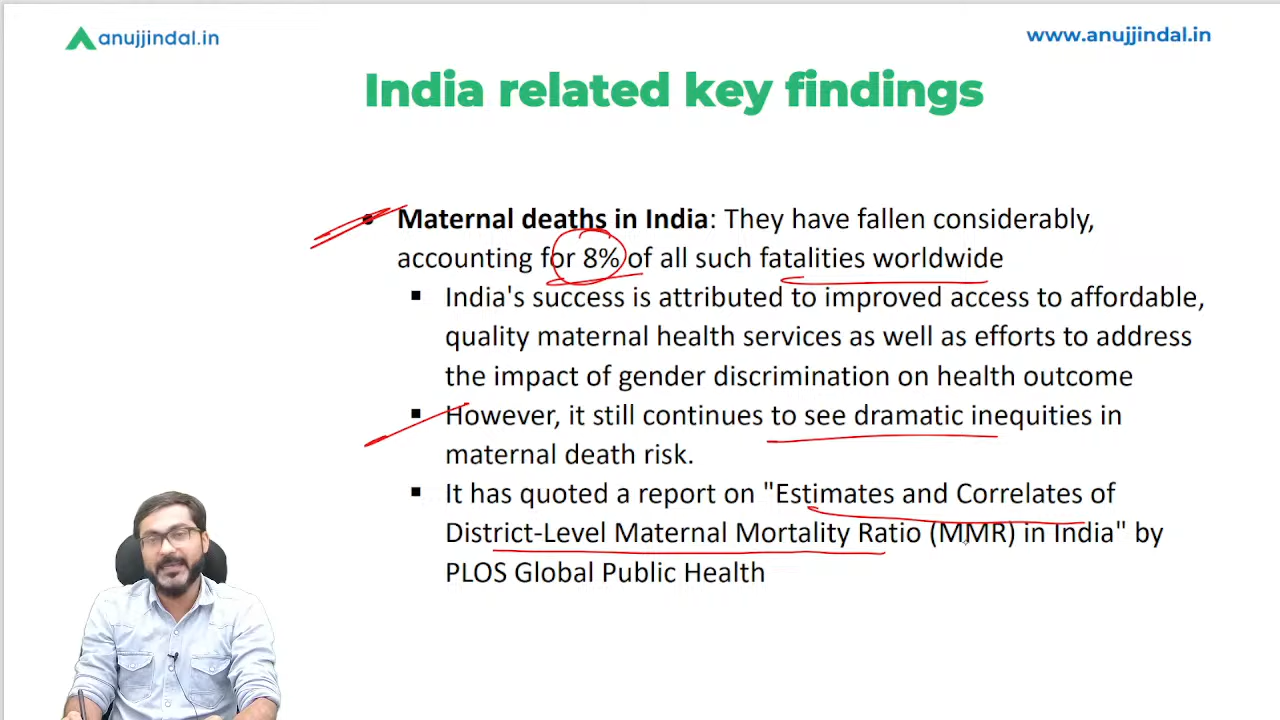 anujjindal.in
www.anujjindal.in
India related key findings
• Maternal deaths in India: They have fallen considerably,
accounting for 8% of all such fatalities worldwide
▪ India's success is attributed to improved access to affordable,
quality maternal health services as well as efforts to address
the impact of gender discrimination on health outcome
▪ However, it still continues to see dramatic inequities in
maternal death risk.
▪ It has quoted a report on "Estimates and Correlates of
District-Level Maternal Mortality Ratio (MMR) in India" by
PLOS Global Public Health